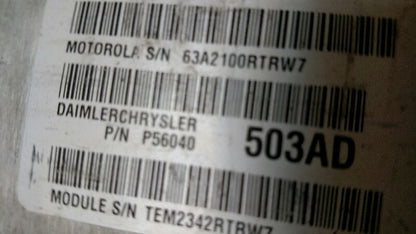 MOTOROLA S/N 63A2100RTRW7
DAIMLERCHRYSLER
P/N P56040 503AD
MODULE S/N TEM2342RTRW7